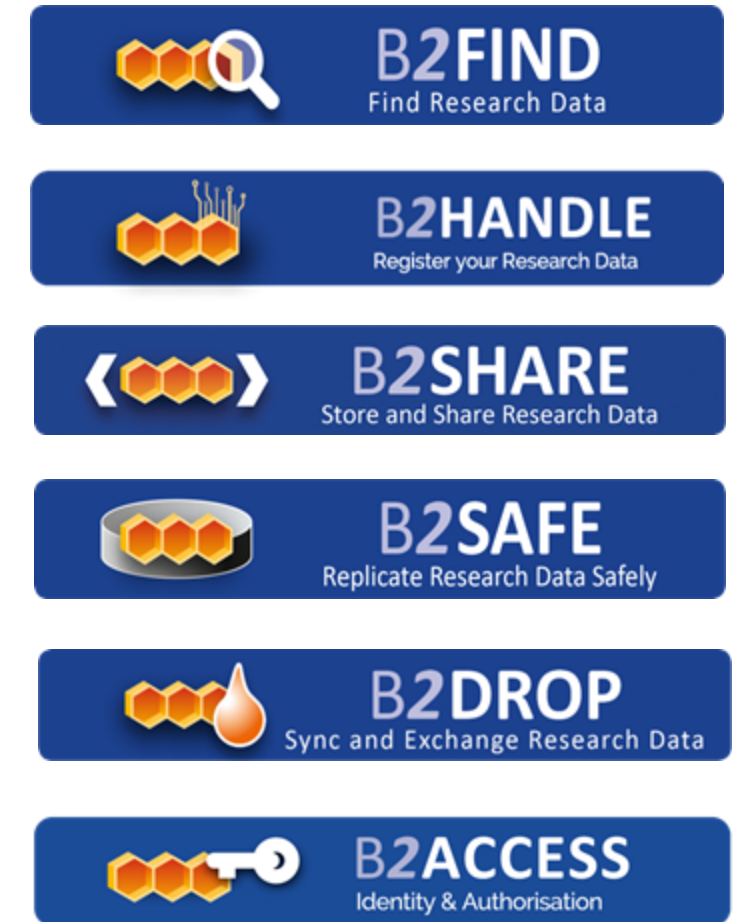 B2FIND
Find Research Data
B2HANDLE
Register your Research Data
B2SHARE
Store and Share Research Data
B2SAFE
Replicate Research Data Safely
B2DROP
Sync and Exchange Research Data
B2ACCESS
Identity & Authorisation